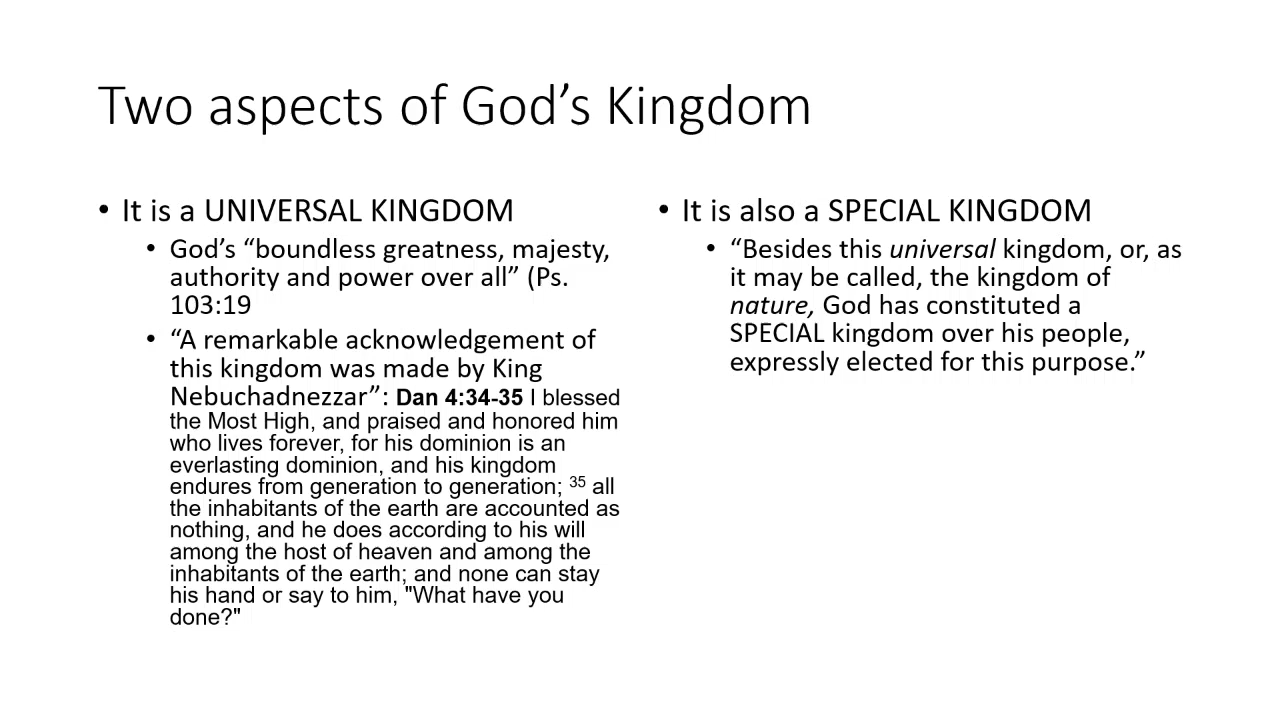 Two aspects of God’s Kingdom
• It is a UNIVERSAL KINGDOM
• God’s “boundless greatness, majesty,
authority and power over all” (Ps.
103:19
• “A remarkable acknowledgement of
this kingdom was made by King
Nebuchadnezzar”: Dan 4:34-35 I blessed
the Most High, and praised and honored him
who lives forever, for his dominion is an
everlasting dominion, and his kingdom
endures from generation to generation; 35 all
the inhabitants of the earth are accounted as
nothing, and he does according to his will
among the host of heaven and among the
inhabitants of the earth; and none can stay
his hand or say to him, "What have you
done?"
• It is also a SPECIAL KINGDOM
• “Besides this universal kingdom, or, as
it may be called, the kingdom of
nature, God has constituted a
SPECIAL kingdom over his people,
expressly elected for this purpose.”